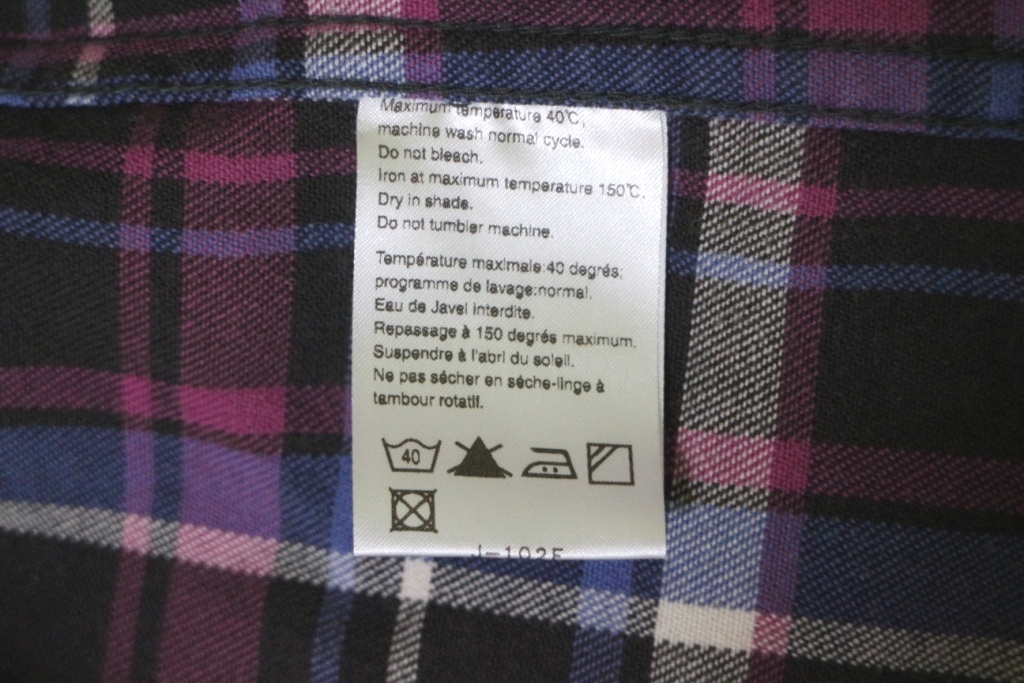 Maximum temperature 40℃,
machine wash normal cycle.
Do not bleach.
Iron at maximum temperature 150℃.
Dry in shade.
Do not tumbler machine.
Température maximale:40 degrés;
programme de lavage:normal.
Eau de Javel interdite.
Repassage à 150 degrés maximum.
Suspendre à l'abri du soleil.
Ne pas sécher en séche-linge à
tambour rotatif.
40